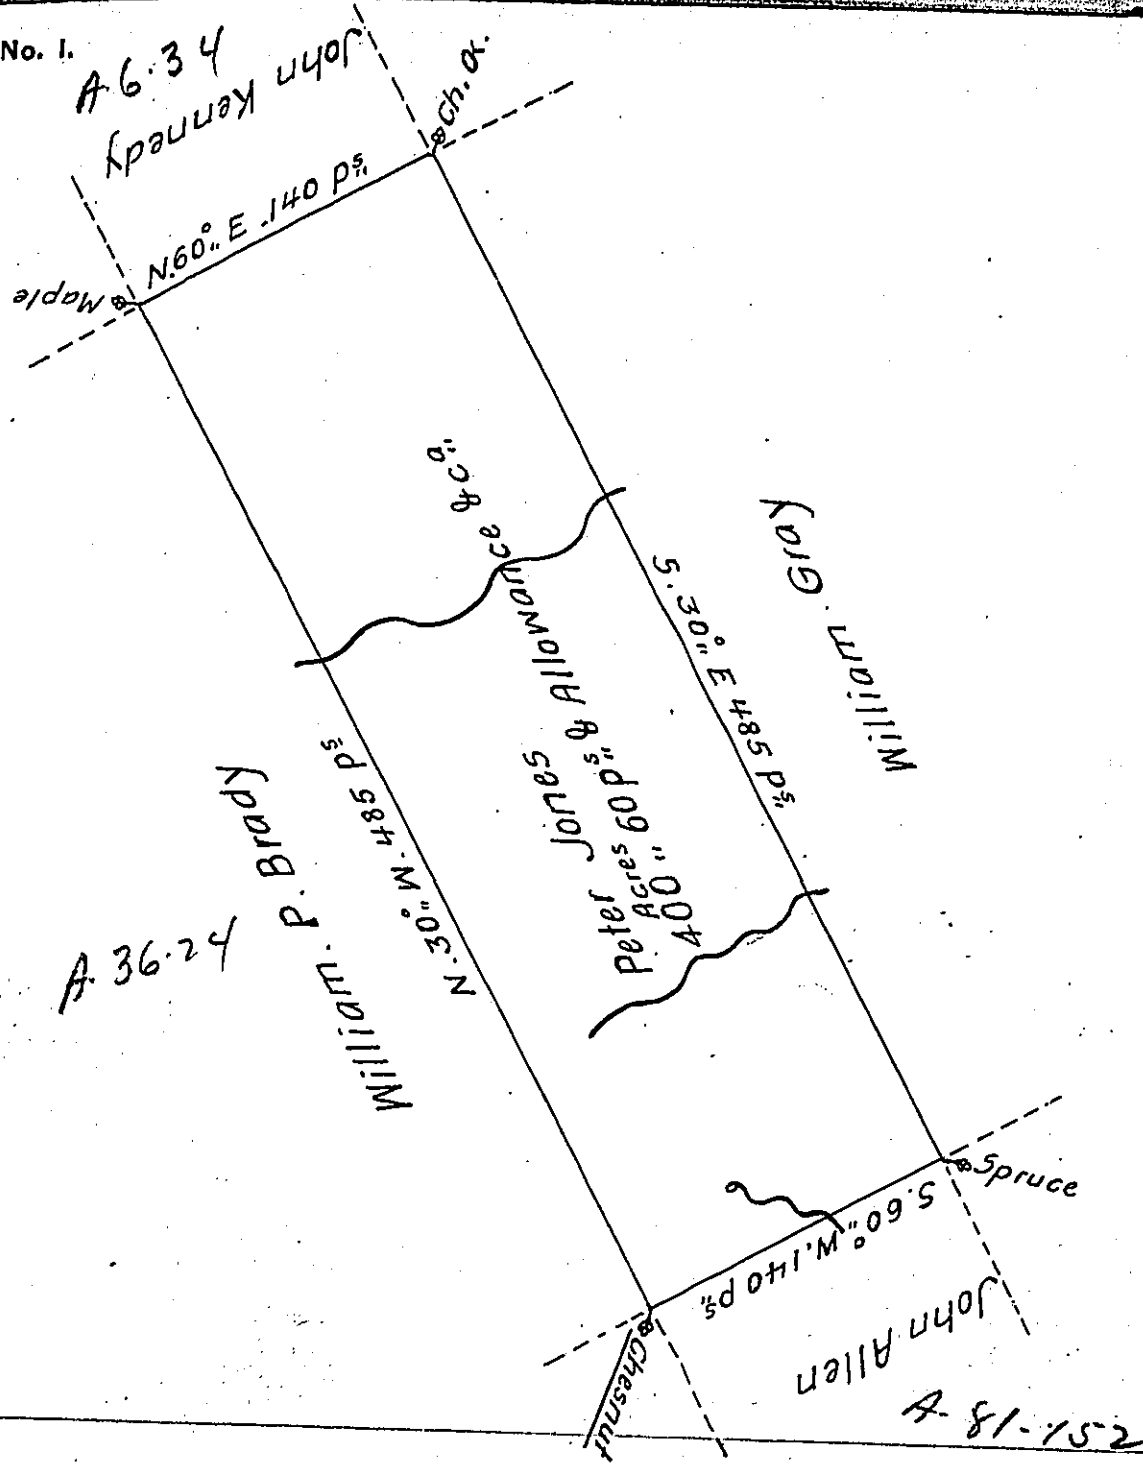 No. 1.
A. 6. 34
John Kennedy
Ch. O.
N. 60° E. 140 ps
Maple
William. P. Brady
A. 36. 24
N. 30° W. 485 ps
Peter Jones
Acres
400 " 60 ps & Allowance &ca
S. 30° E 485 ps
William. Gray
Spruce
S. 60° W. 140 ps
Chesnut
John Allen
A- 81-152